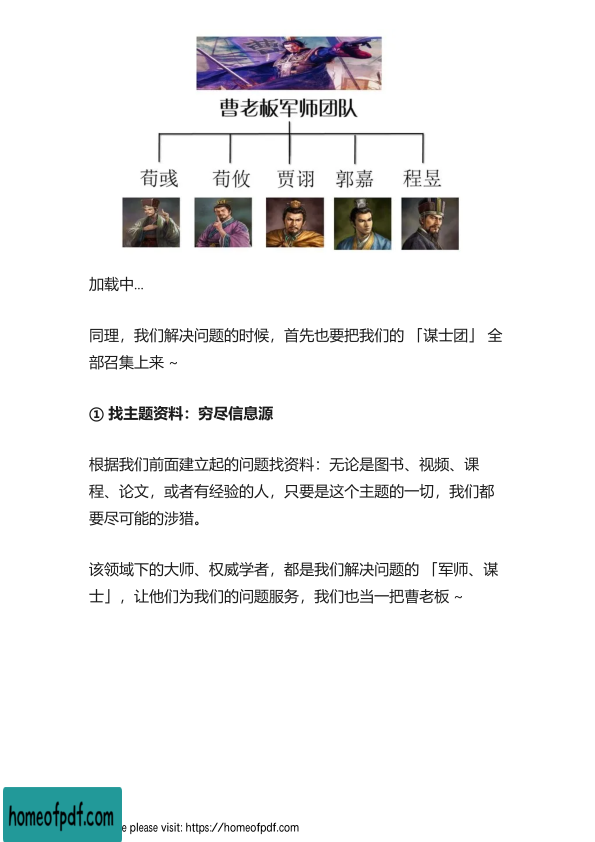 曹老板军师团队
荀彧 荀攸 贾诩 郭嘉 程昱
加载中...
同理，我们解决问题的时候，首先也要把我们的 「谋士团」 全
部召集上来 ~
① 找主题资料：穷尽信息源
根据我们前面建立起的问题找资料：无论是图书、视频、课
程、论文，或者有经验的人，只要是这个主题的一切，我们都
要尽可能的涉猎。
该领域下的大师、权威学者，都是我们解决问题的 「军师、谋
士」，让他们为我们的问题服务，我们也当一把曹老板 ~
homeofpdf.com
e please visit: https://homeofpdf.com